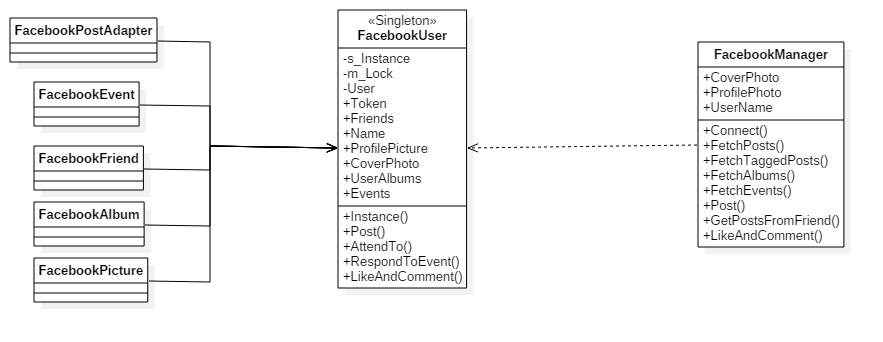 FacebookPostAdapter
FacebookEvent
FacebookFriend
FacebookAlbum
FacebookPicture
«Singleton»
FacebookUser
-s_Instance
-m_Lock
-User
+Token
+Friends
+Name
+ProfilePicture
+CoverPhoto
+UserAlbums
+Events
+Instance()
+Post()
+AttendTo()
+RespondToEvent()
+LikeAndComment()
FacebookManager
+CoverPhoto
+ProfilePhoto
+UserName
+Connect()
+FetchPosts()
+FetchTaggedPosts()
+FetchAlbums()
+FetchEvents()
+Post()
+GetPostsFromFriend()
+LikeAndComment()